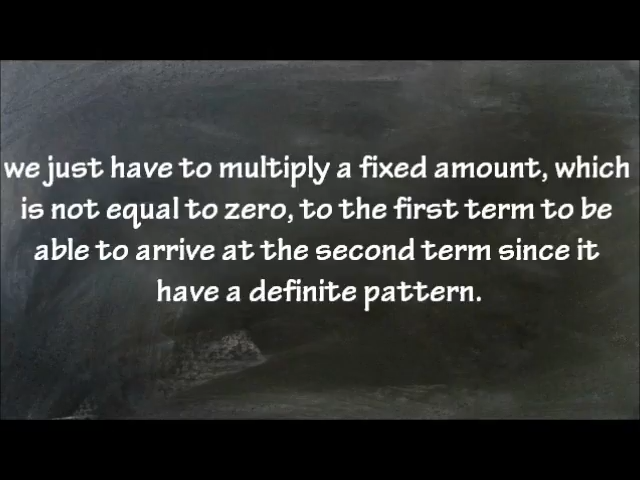 we just have to multiply a fixed amount, which
is not equal to zero, to the first term to be
able to arrive at the second term since it
have a definite pattern.